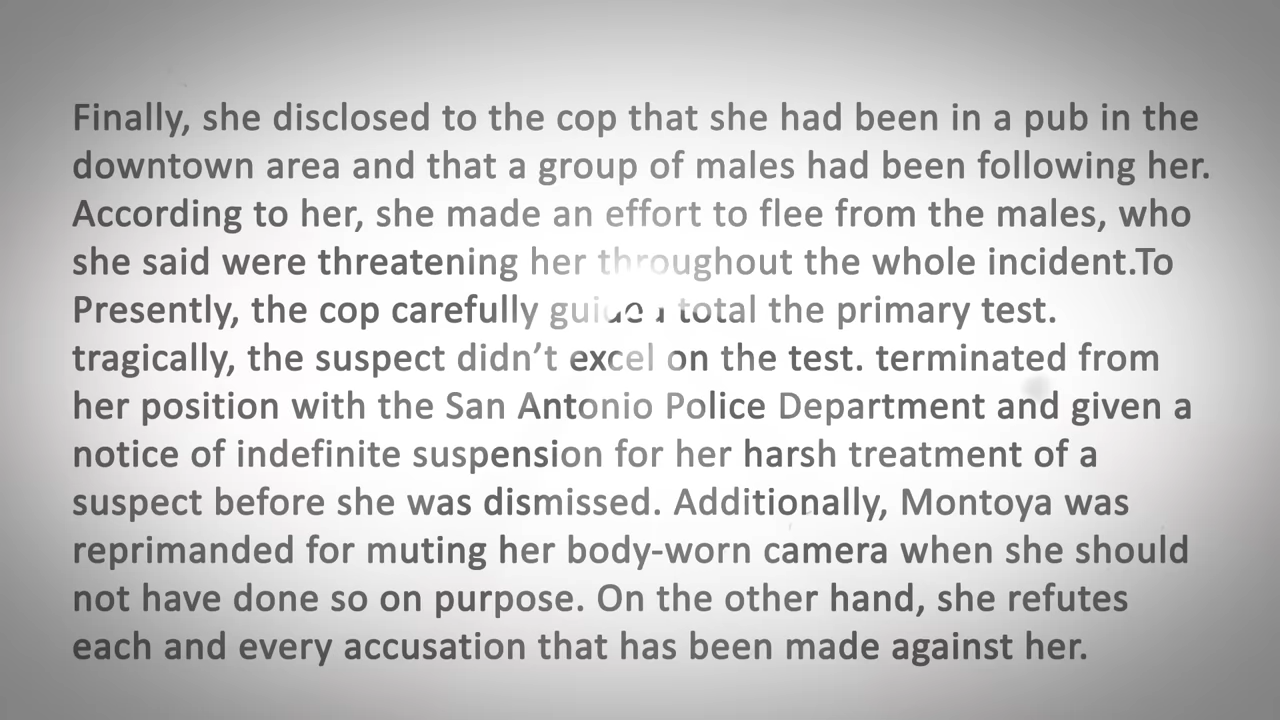 Finally, she disclosed to the cop that she had been in a pub in the
downtown area and that a group of males had been following her.
According to her, she made an effort to flee from the males, who
she said were threatening her throughout the whole incident.To
Presently, the cop carefully total the primary test.
tragically, the suspect didn’t excel on the test. terminated from
her position with the San Antonio Police Department and given a
notice of indefinite suspension for her harsh treatment of a
suspect before she was dismissed. Additionally, Montoya was
reprimanded for muting her body-worn camera when she should
not have done so on purpose. On the other hand, she refutes
each and every accusation that has been made against her.